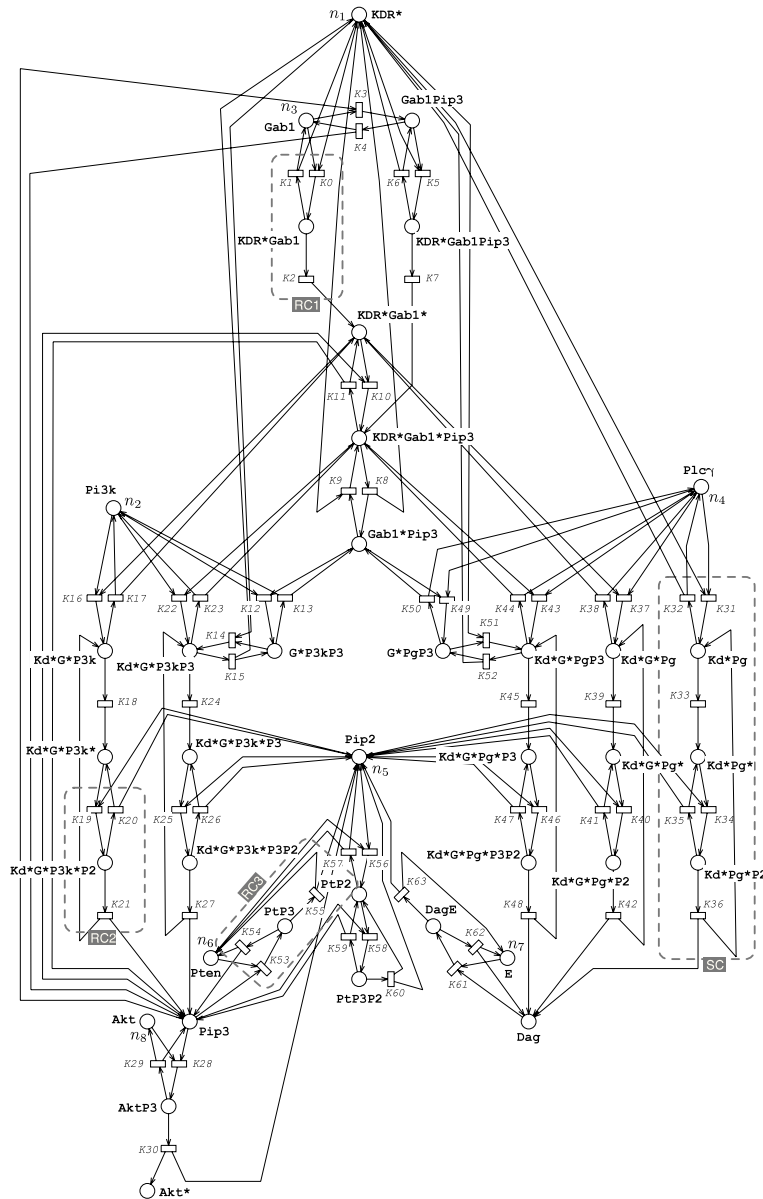 n1 KDR*
K3
n3 Gab1Pip3
Gab1
K4
K1 K0 K6 K5
KDR*Gab1 KDR*Gab1Pip3
K2 K7
RC1
KDR*Gab1*
K11 K10
KDR*Gab1*Pip3
Plcγ
K9 K8
Pi3k n2 n4
Gab1*Pip3
K16 K17 K22 K23 K12 K13 K50 K49 K44 K43 K38 K37 K32 K31
K14 K51
Kd*G*P3k Kd*G*P3kP3 G*P3kP3 G*PgP3 Kd*G*PgP3 Kd*G*Pg Kd*Pg
K15 K52
K18 K24 K45 K39 K33
Pip2
Kd*G*P3k* Kd*G*P3k*P3 Kd*G*Pg*P3 Kd*G*Pg* Kd*Pg*
n5
K19 K20 K25 K26 K47 K46 K41 K40 K35 K34
K57 K56
Kd*G*P3k*P2 Kd*G*P3k*P3P2 Kd*G*Pg*P3P2 Kd*G*Pg*P2 Kd*Pg*P2
RC3 PtP2 K63
K21 K27 PtP3 K55 DagE K48 K42 K36
RC2 n6 K54 K59 K58 K62 n7
Pten K53 E SC
K60 K61
PtP3P2
Akt Pip3 Dag
n8
K29 K28
AktP3
K30
Akt*